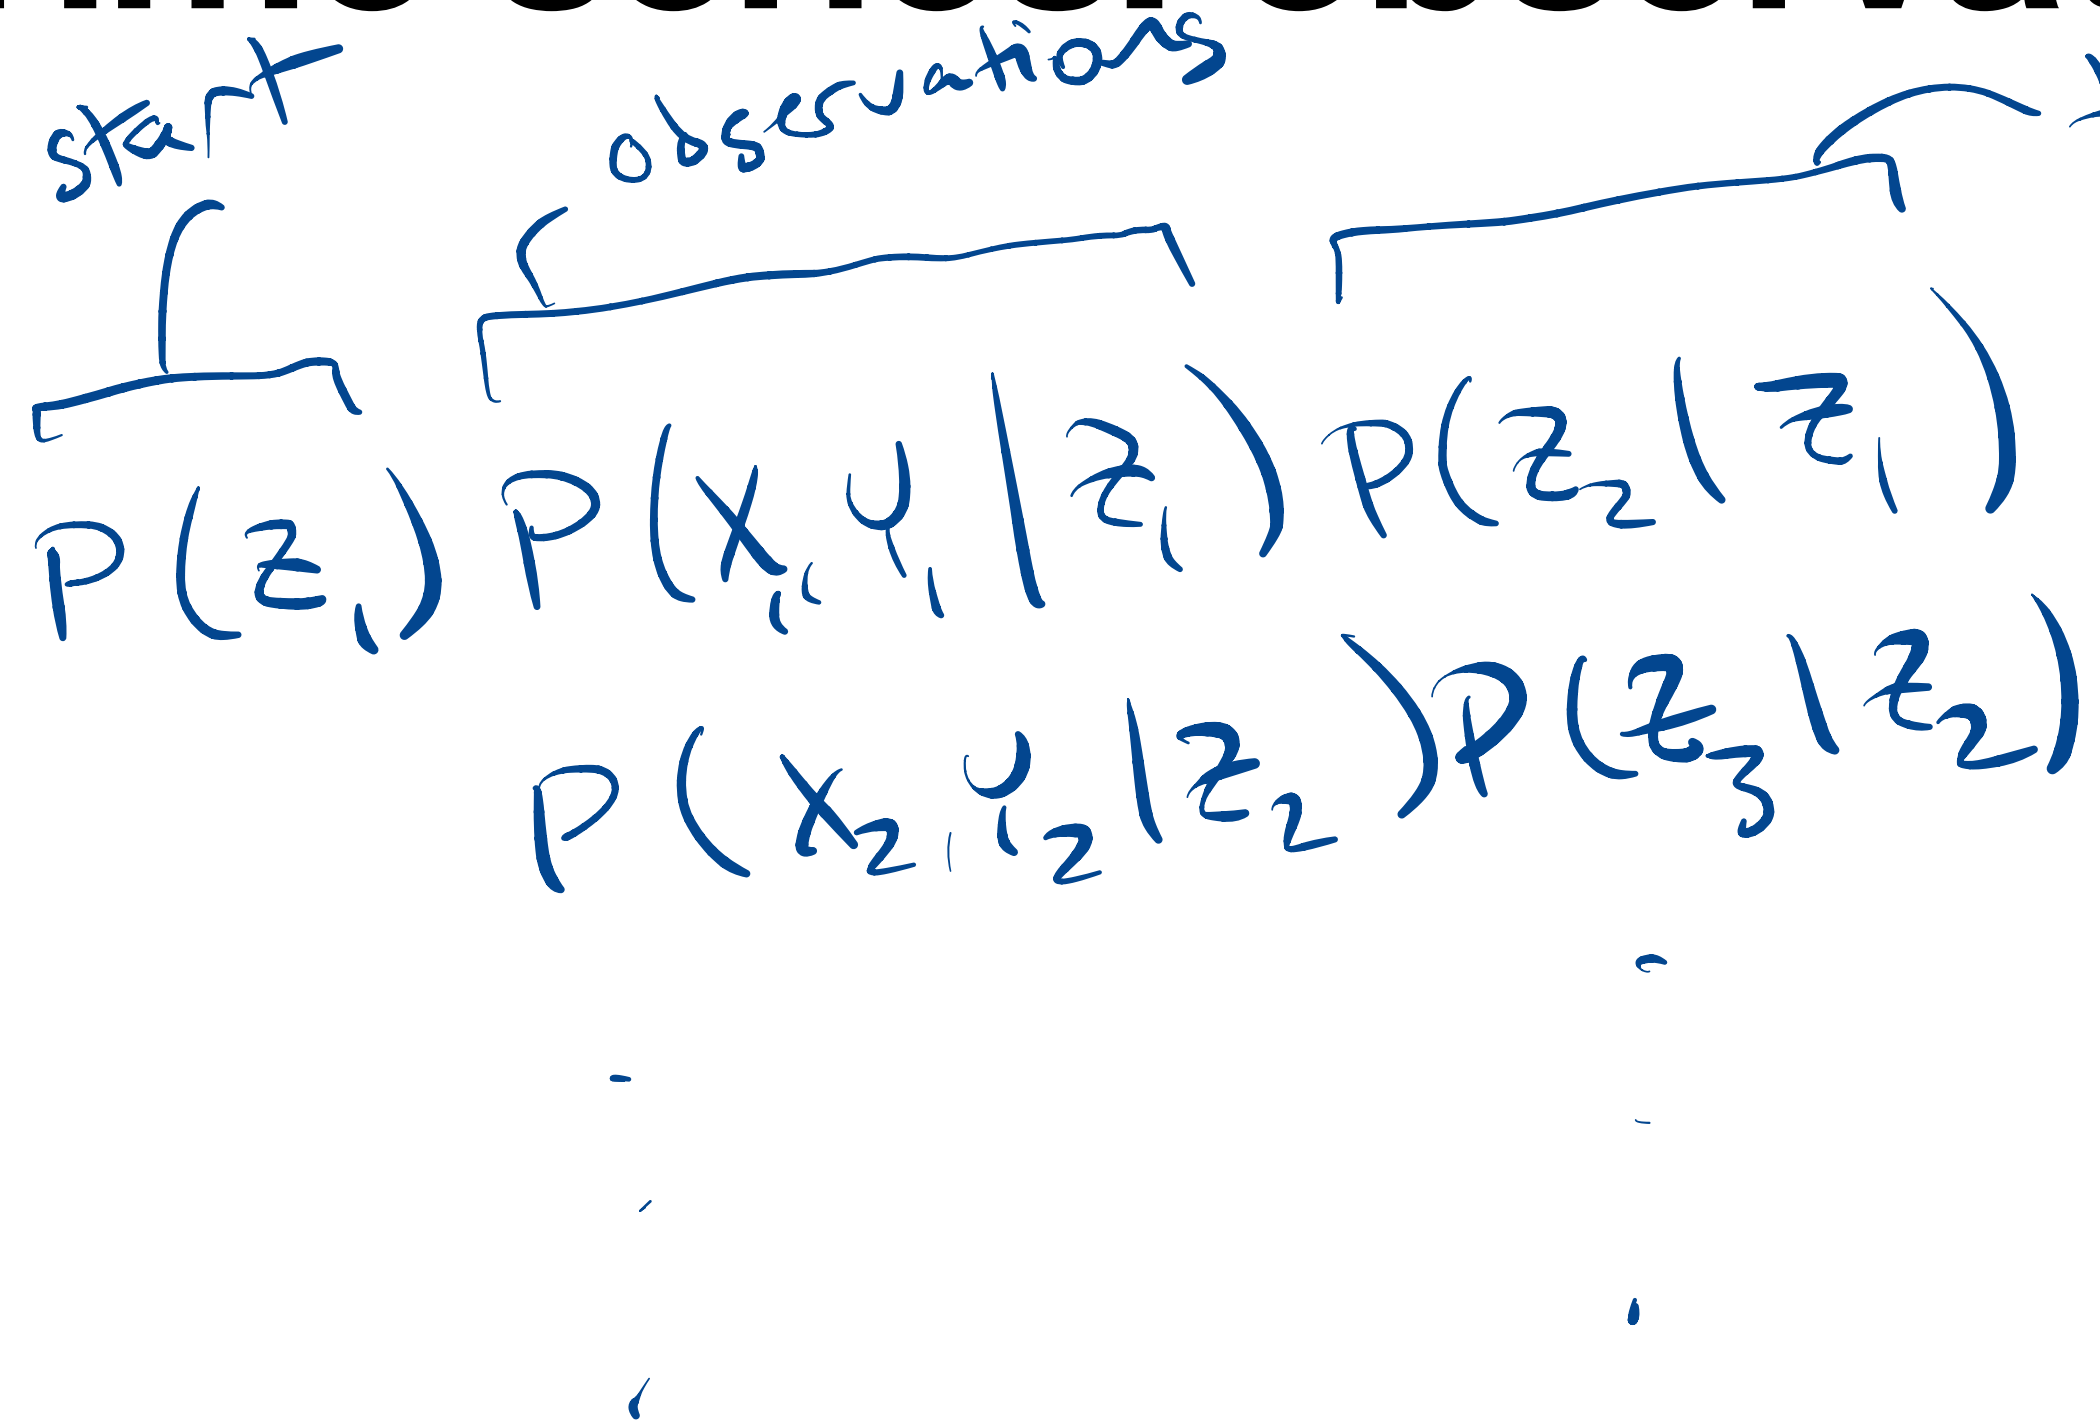 start observations
P(z₁) P(X₁, Y₁ | z₁) P(z₂ | z₁)
P(X₂, Y₂ | z₂) P(z₃ | z₂)